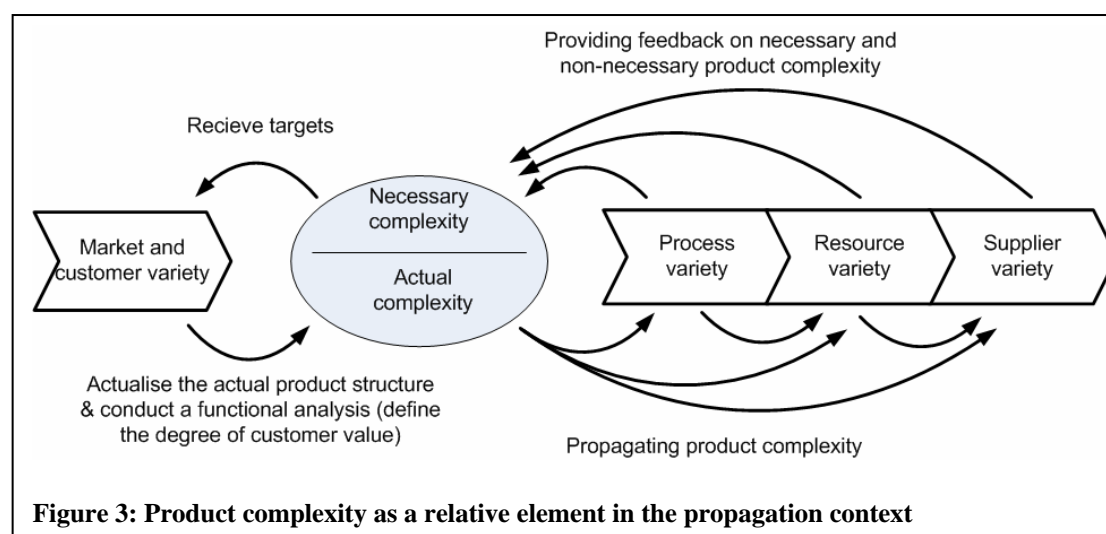 Providing feedback on necessary and
non-necessary product complexity
Recieve targets
Necessary
complexity
Actual
complexity
Market and
customer variety
Process
variety
Resource
variety
Supplier
variety
Actualise the actual product structure
& conduct a functional analysis (define
the degree of customer value)
Propagating product complexity
Figure 3: Product complexity as a relative element in the propagation context